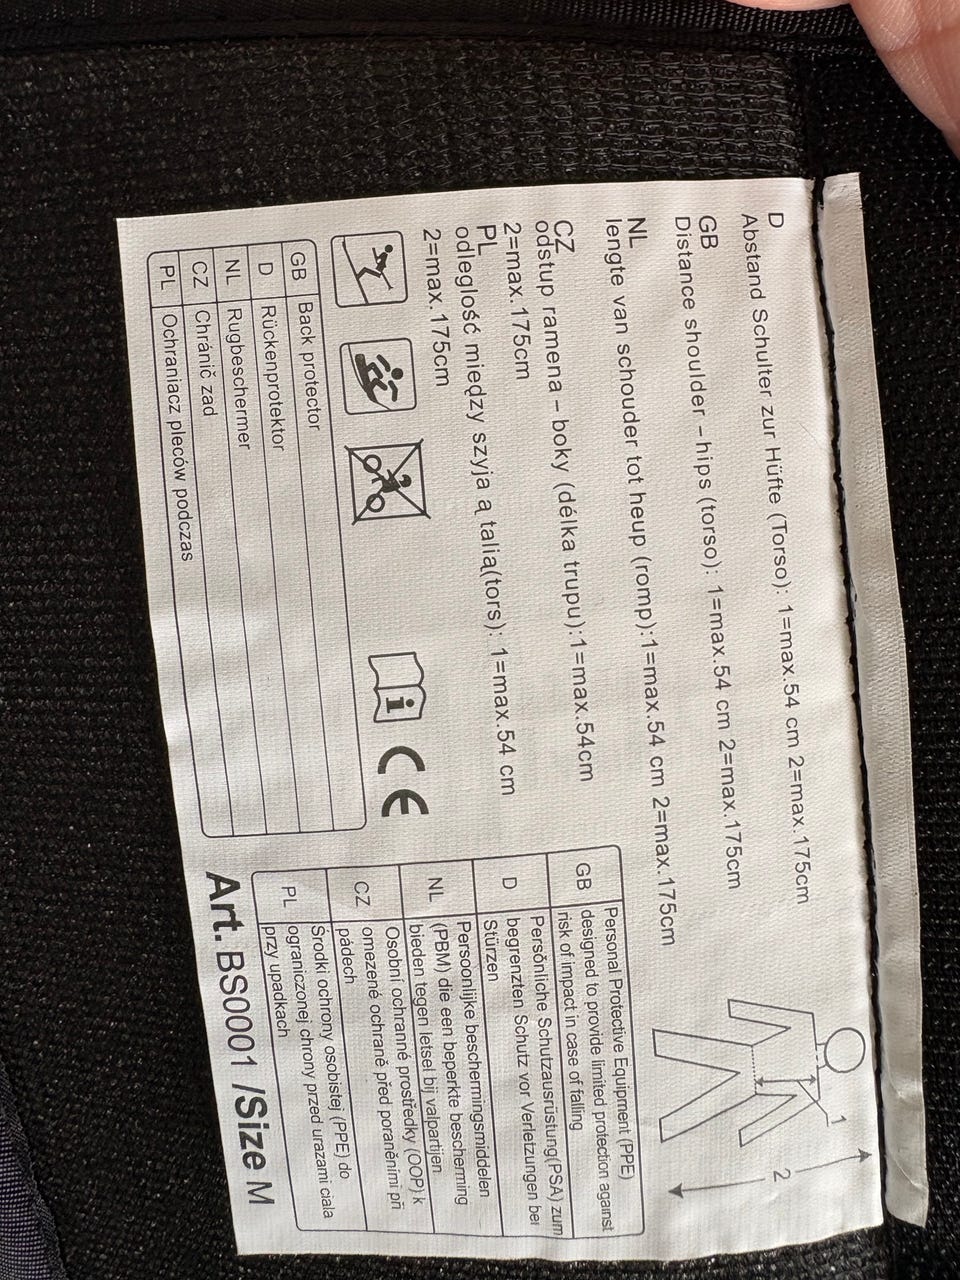 D
Abstand Schulter zur Hüfte (Torso): 1=max.54 cm 2=max.175cm
GB
Distance shoulder – hips (torso): 1=max.54 cm 2=max.175cm
NL
lengte van schouder tot heup (romp):1=max.54 cm 2=max.175cm
CZ
odstup ramena – boky (délka trupu):1=max.54cm
2=max.175cm
PL
odległość między szyja ą talią(tors): 1=max.54 cm
2=max.175cm
1
2
i
CE
GB Back protector
D Rückenprotektor
NL Rugbeschermer
CZ Chránič zad
PL Ochraniacz pleców podczas
GB
Personal Protective Equipment (PPE)
designed to provide limited protection against
risk of impact in case of falling
D
Persönliche Schutzausrüstung(PSA) zum
begrenzten Schutz vor Verletzungen bei
Stürzen
NL
Persoonlijke beschermingsmiddelen
(PBM) die een beperkte bescherming
bieden tegen letsel bij valpartijen
CZ
Osobní ochranné prostředky (OOP) k
omezené ochraně před poraněními při
pádech
PL
Środki ochrony osobistej (PPE) do
ograniczonej chrony przed urazami ciala
przy upadkach
Art. BS0001 /Size M